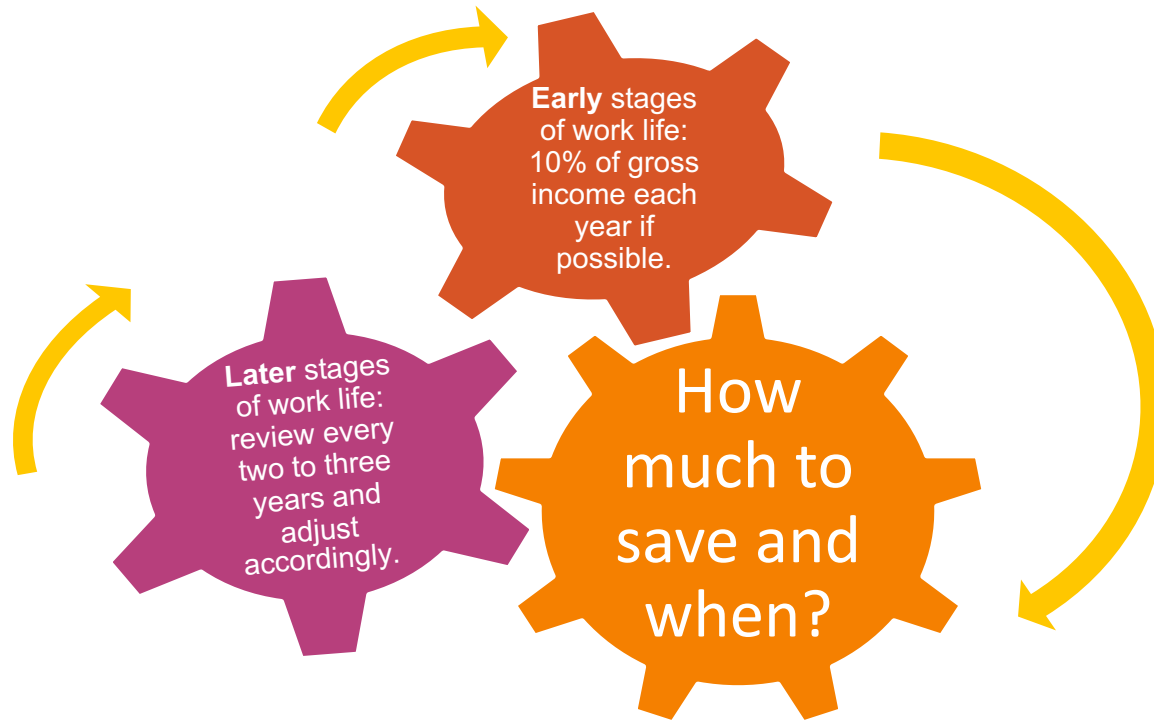 Early stages
of work life:
10% of gross
income each
year if
possible.
Later stages
of work life:
review every
two to three
years and
adjust
accordingly.
How
much to
save and
when?